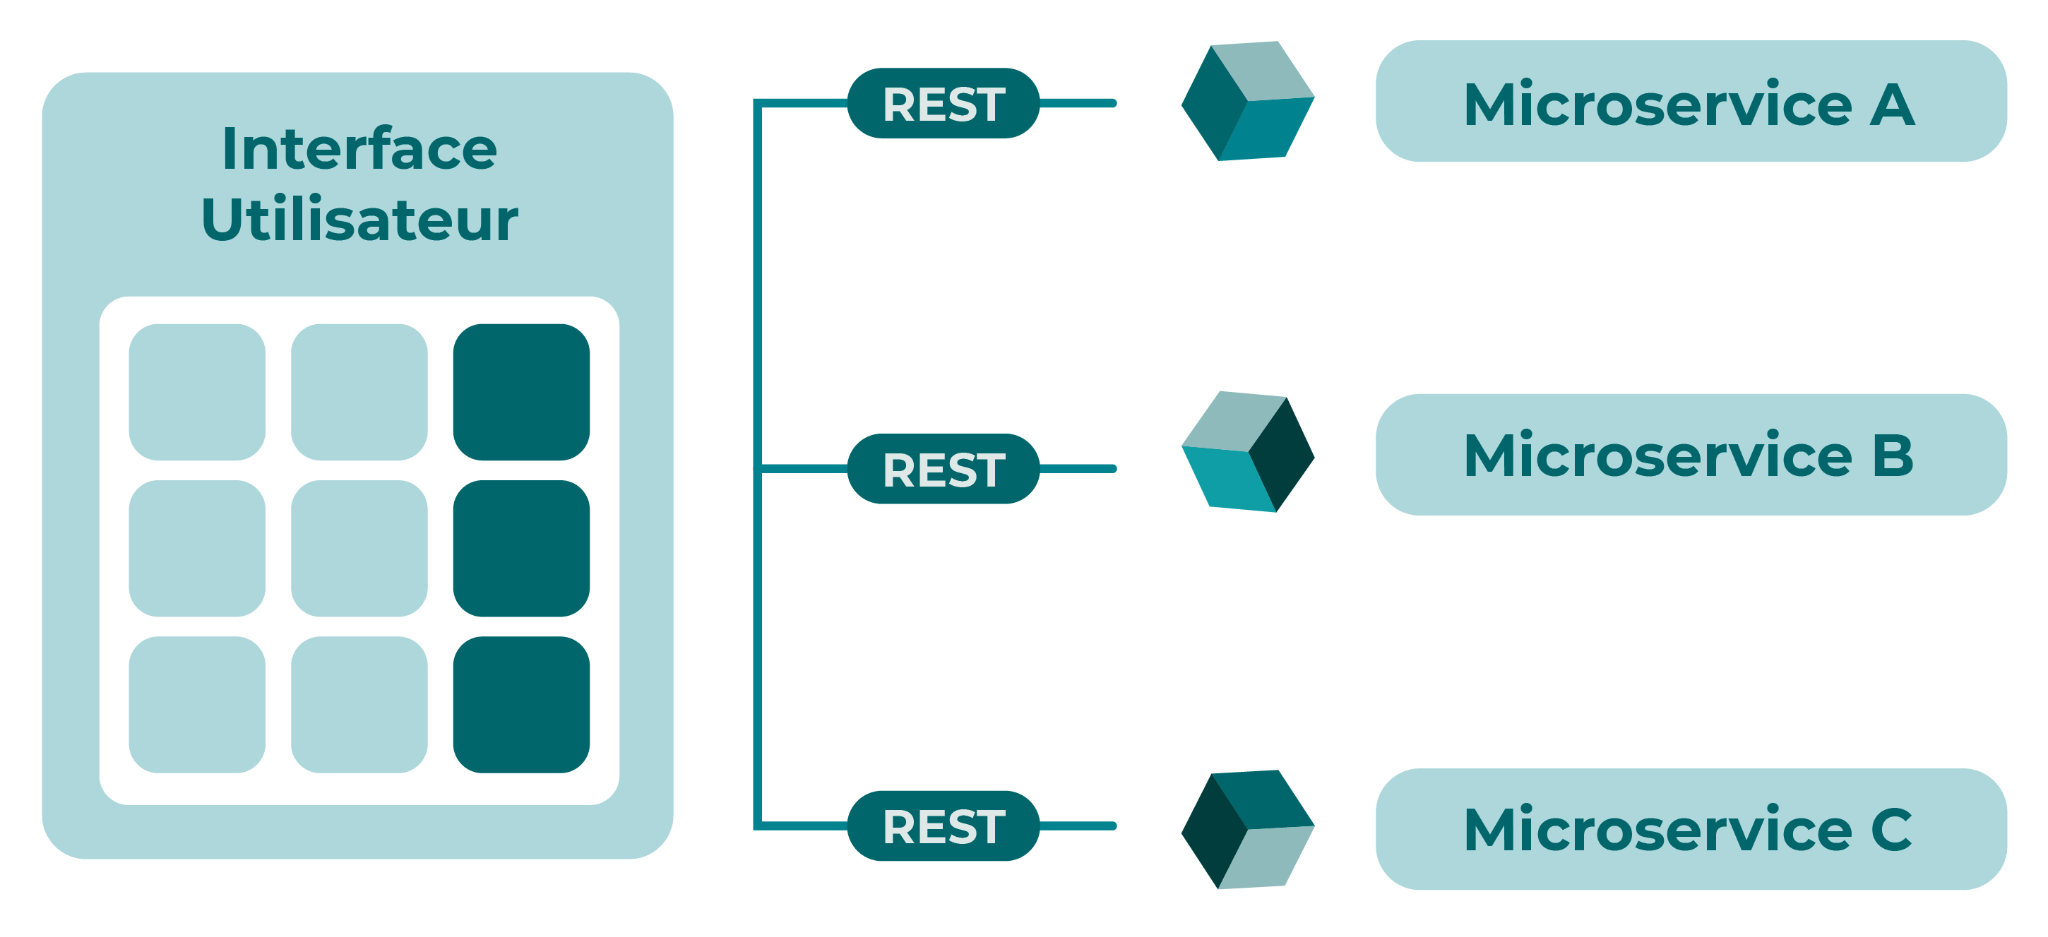 Interface
Utilisateur
REST
Microservice A
REST
Microservice B
REST
Microservice C